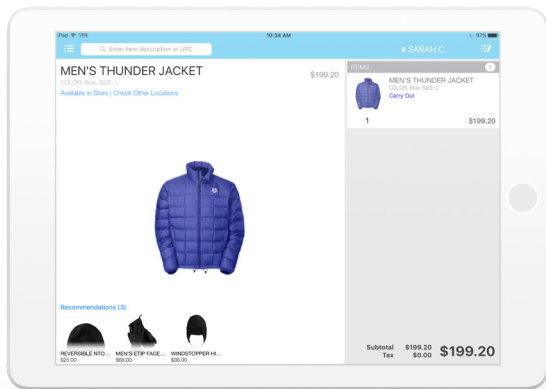 iPad
10:34 AM
97%
Enter item description or UPC
SARAH C.
MEN'S THUNDER JACKET
$199.20
COLOR: Blue, SIZE: L
Available in Store | Check Other Locations
ITEMS
1
MEN'S THUNDER JACKET
COLOR: Blue, SIZE: L
Carry Out
1
$199.20
Recommendations (3)
REVERSIBLE NTO...
$25.00
MEN'S ETIP FACE...
WINDSTOPPER HI...
$36.00
Subtotal $199.20
Tax $0.00
$199.20